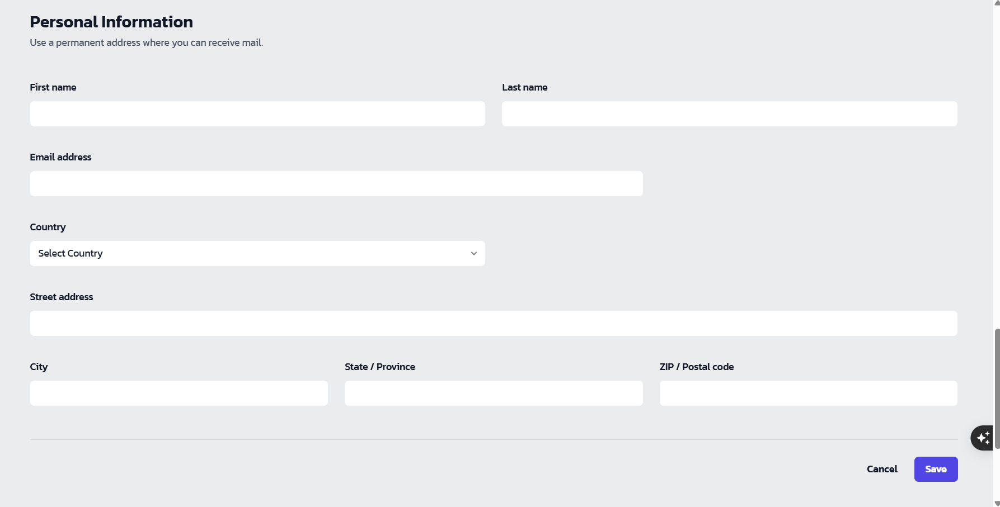 Personal Information
Use a permanent address where you can receive mail.
First name
Last name
Email address
Country
Select Country
Street address
City
State / Province
ZIP / Postal code
Cancel
Save